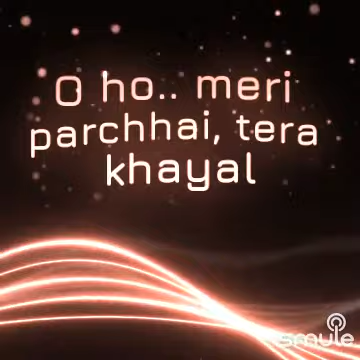 O ho.. meri
parchhai, tera
khayal
smule